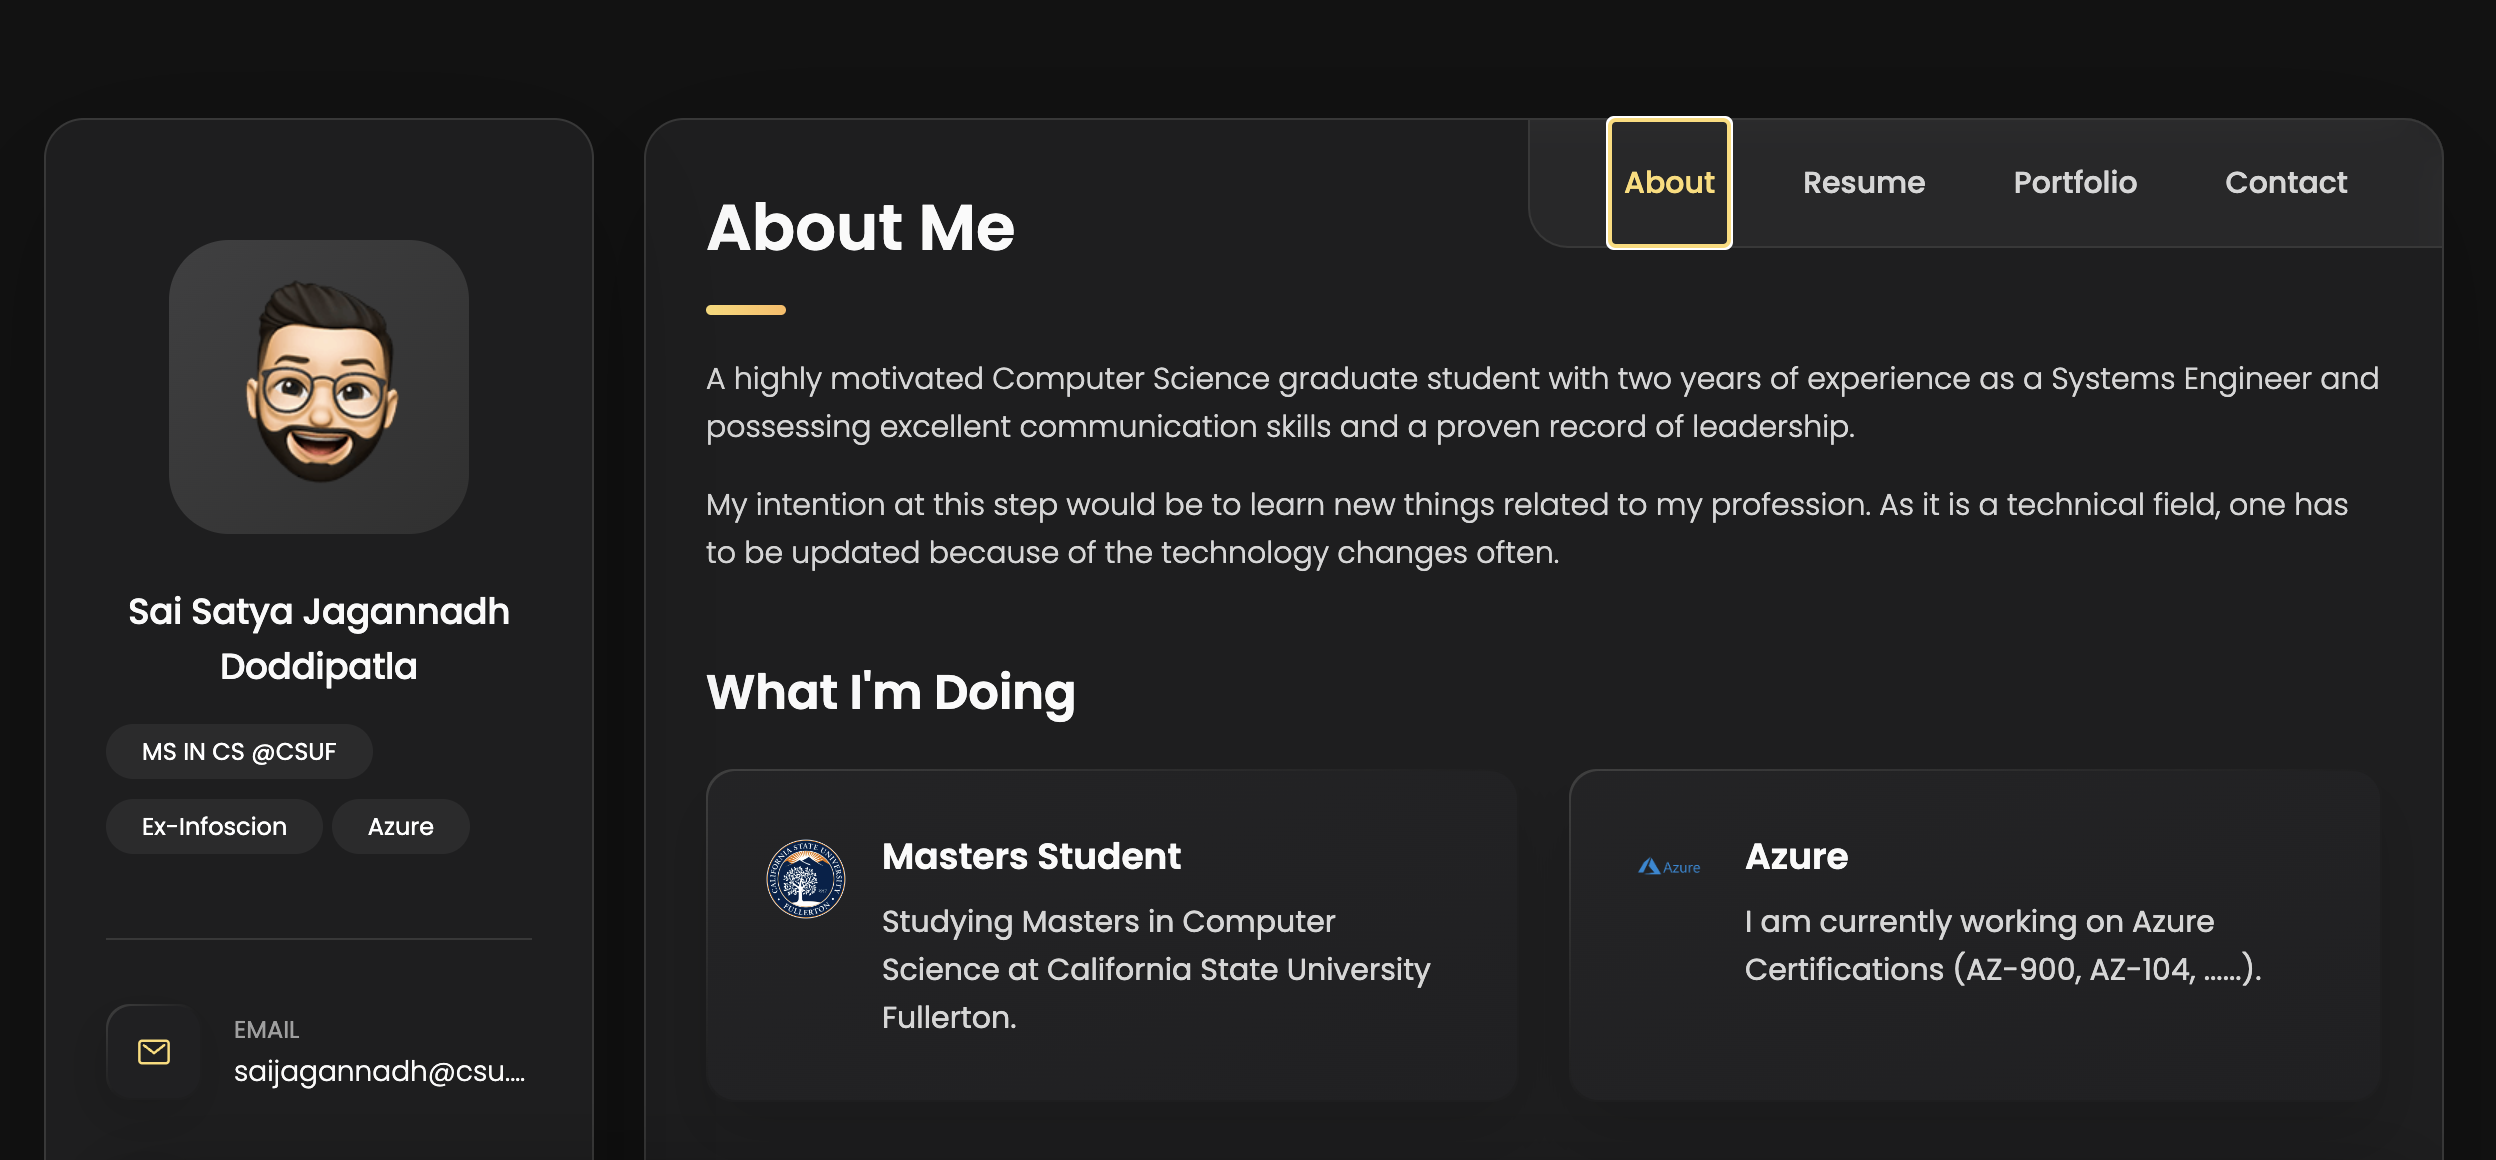 About
Resume
Portfolio
Contact
About Me
A highly motivated Computer Science graduate student with two years of experience as a Systems Engineer and
possessing excellent communication skills and a proven record of leadership.
My intention at this step would be to learn new things related to my profession. As it is a technical field, one has
to be updated because of the technology changes often.
Sai Satya Jagannadh
Doddipatla
MS IN CS @CSUF
Ex-Infoscion
Azure
EMAIL
saijagannadh@csu....
What I'm Doing
CALIFORNIA STATE UNIVERSITY
FULLERTON
Masters Student
Studying Masters in Computer
Science at California State University
Fullerton.
Azure
Azure
I am currently working on Azure
Certifications (AZ-900, AZ-104, ......).